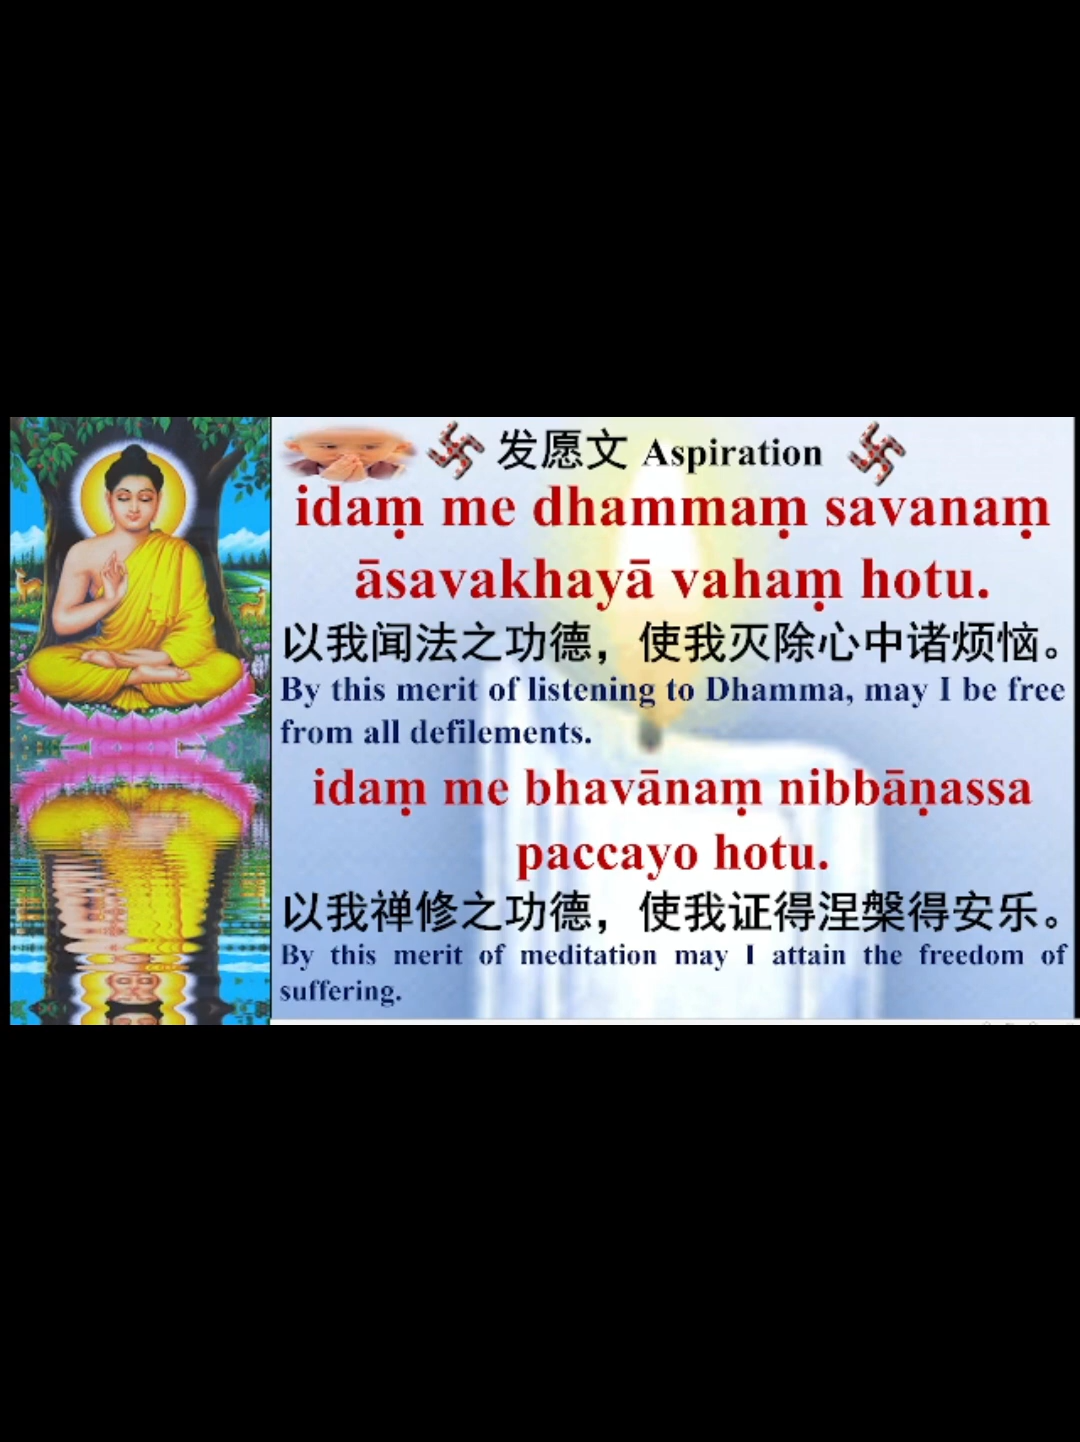 发愿文 Aspiration
idaṃ me dhammaṃ savanaṃ
āsavakhayā vahaṃ hotu.
以我闻法之功德，使我灭除心中诸烦恼。
By this merit of listening to Dhamma, may I be free
from all defilements.
idaṃ me bhavānaṃ nibbāṇassa
paccayo hotu.
以我禅修之功德，使我证得涅槃得安乐。
By this merit of meditation may I attain the freedom of
suffering.